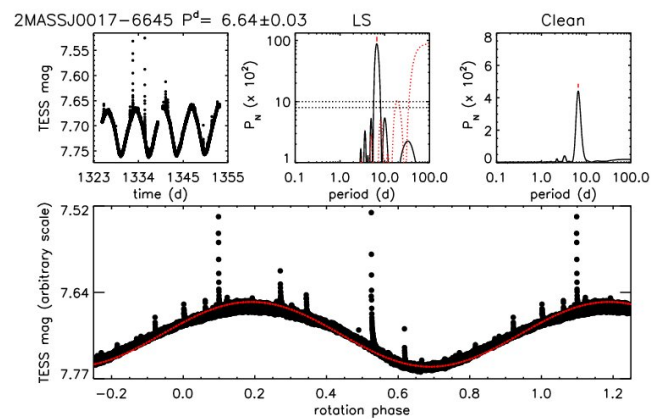 2MASSJ0017−6645 P^d= 6.64±0.03 LS Clean
7.55
7.60
7.65
7.70
7.75
TESS mag
1323 1334 1345 1355
time (d)
100
10
1
P_N (x 10^2)
0.1 1.0 10.0 100.0
period (d)
8
6
4
2
0
P_N (x 10^2)
0.1 1.0 10.0 100.0
period (d)
7.52
7.64
7.77
TESS mag (arbitrary scale)
−0.2 0.0 0.2 0.4 0.6 0.8 1.0 1.2
rotation phase